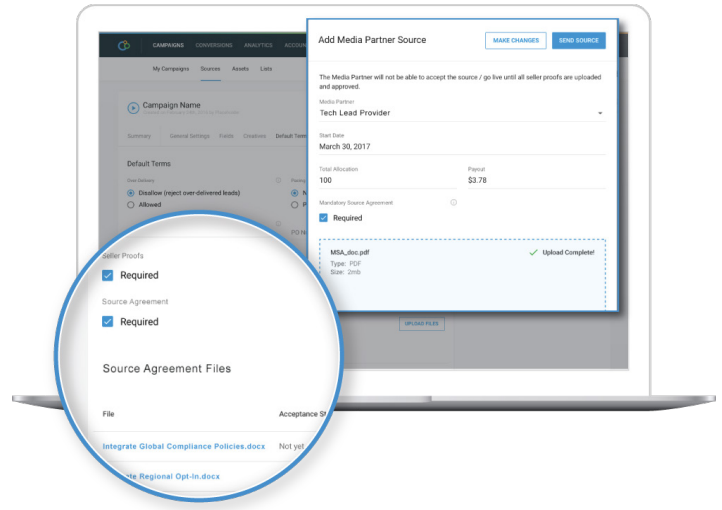 CAMPAIGNS CONVERSIONS ANALYTICS
My Campaigns Sources Assets Lists
Campaign Name
Summary General Settings Fields Creatives Default Term
Default Terms
Over Delivery
Disallow (reject over-delivered leads)
Allowed
UPLOAD FILES
Add Media Partner Source
MAKE CHANGES
SEND SOURCE
The Media Partner will not be able to accept the source / go live until all seller proofs are uploaded
and approved.
Media Partner
Tech Lead Provider
Start Date
March 30, 2017
Total Allocation Payout
100 $3.78
Mandatory Source Agreement
Required
MSA_doc.pdf Upload Complete!
Type: PDF
Size: 2mb
Seller Proofs
Required
Source Agreement
Required
Source Agreement Files
File Acceptance
Integrate Global Compliance Policies.docx Not yet
Regional Opt-In.docx